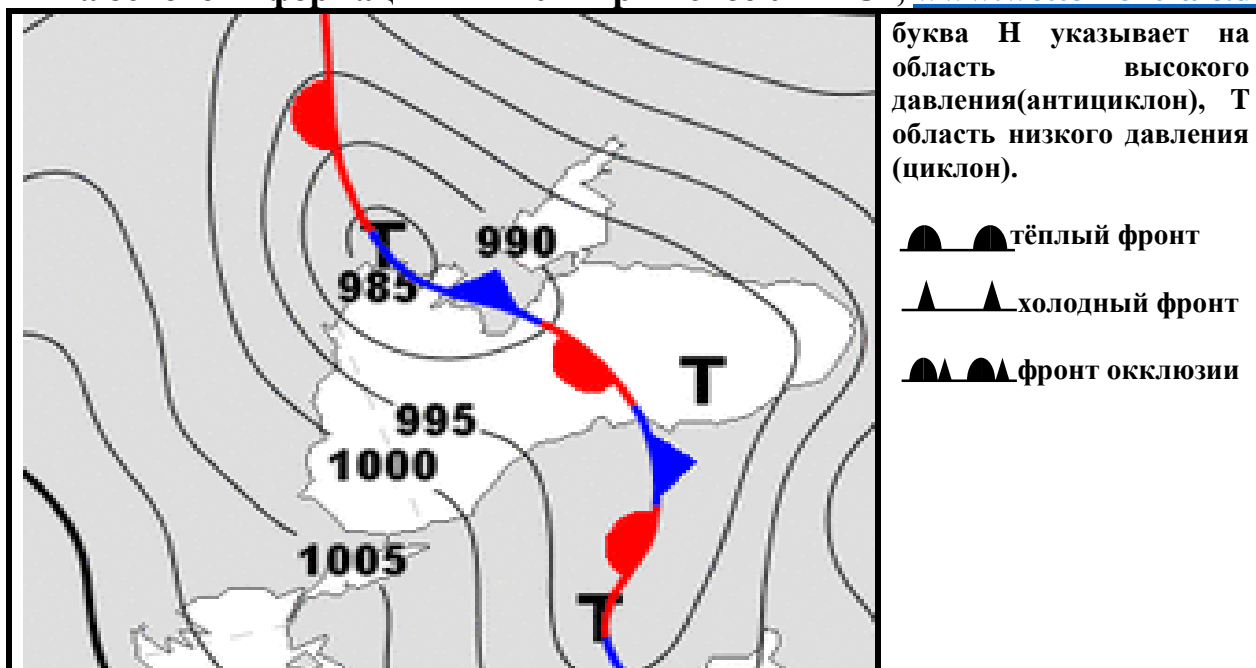 буква Н указывает на
область высокого
давления(антициклон), Т
область низкого давления
(циклон).
тёплый фронт
холодный фронт
фронт окклюзии
Т
990
985
Т
995
1000
1005
Т